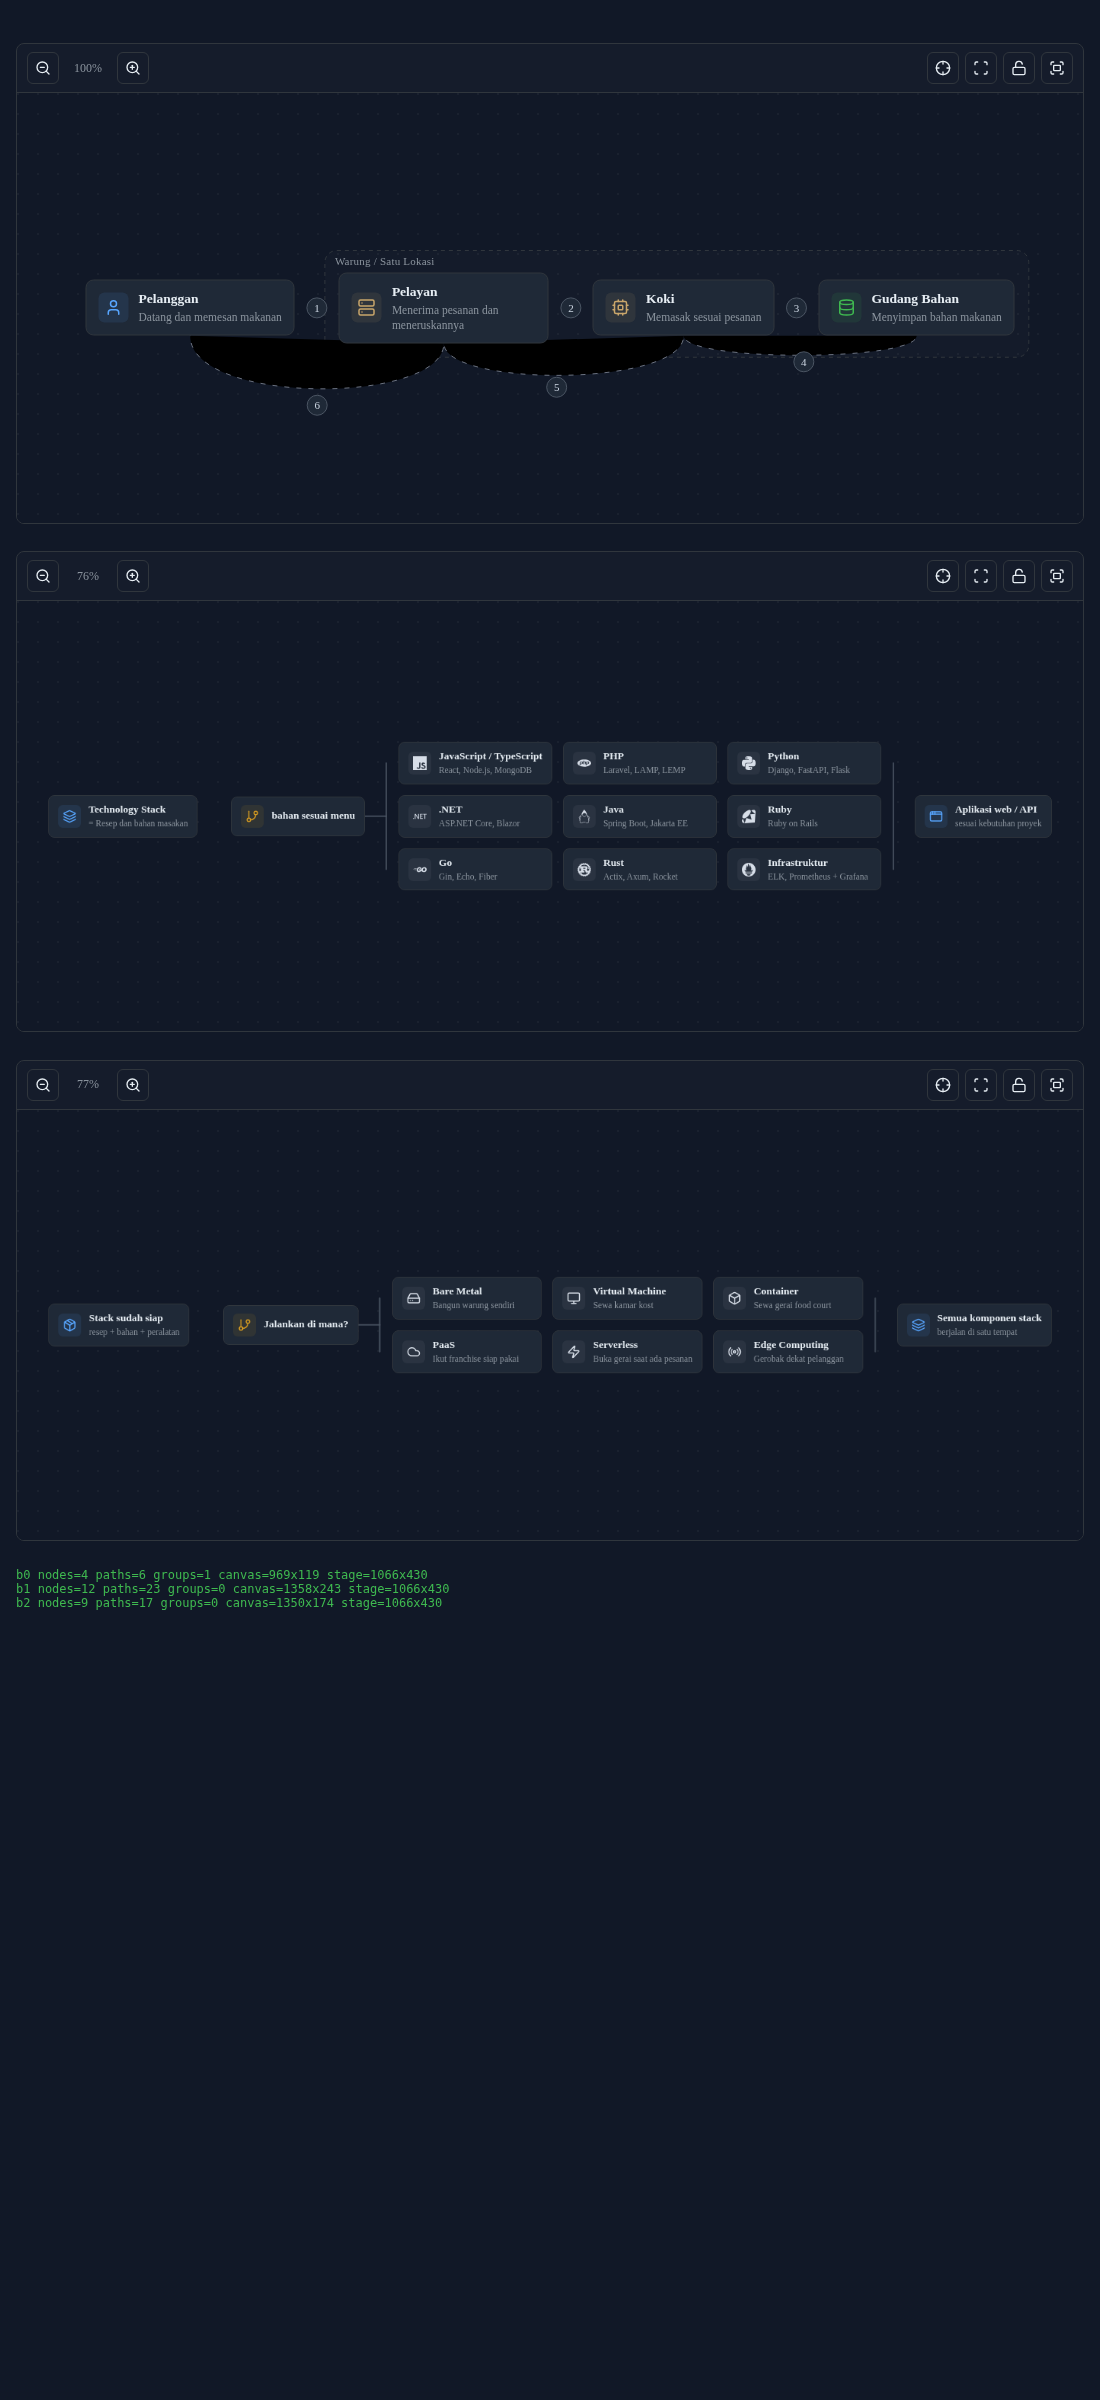 100%
Warung / Satu Lokasi
Pelanggan
Datang dan memesan makanan
1
Pelayan
Menerima pesanan dan
meneruskannya
2
Koki
Memasak sesuai pesanan
3
Gudang Bahan
Menyimpan bahan makanan
4
5
6
76%
Technology Stack
= Resep dan bahan masakan
bahan sesuai menu
JS
JavaScript / TypeScript
React, Node.js, MongoDB
php
PHP
Laravel, LAMP, LEMP
Python
Django, FastAPI, Flask
.NET
.NET
ASP.NET Core, Blazor
Java
Spring Boot, Jakarta EE
Ruby
Ruby on Rails
GO
Go
Gin, Echo, Fiber
R
Rust
Actix, Axum, Rocket
Infrastruktur
ELK, Prometheus + Grafana
Aplikasi web / API
sesuai kebutuhan proyek
77%
Stack sudah siap
resep + bahan + peralatan
Jalankan di mana?
Bare Metal
Bangun warung sendiri
Virtual Machine
Sewa kamar kost
Container
Sewa gerai food court
PaaS
Ikut franchise siap pakai
Serverless
Buka gerai saat ada pesanan
Edge Computing
Gerobak dekat pelanggan
Semua komponen stack
berjalan di satu tempat
b0 nodes=4 paths=6 groups=1 canvas=969x119 stage=1066x430
b1 nodes=12 paths=23 groups=0 canvas=1358x243 stage=1066x430
b2 nodes=9 paths=17 groups=0 canvas=1350x174 stage=1066x430